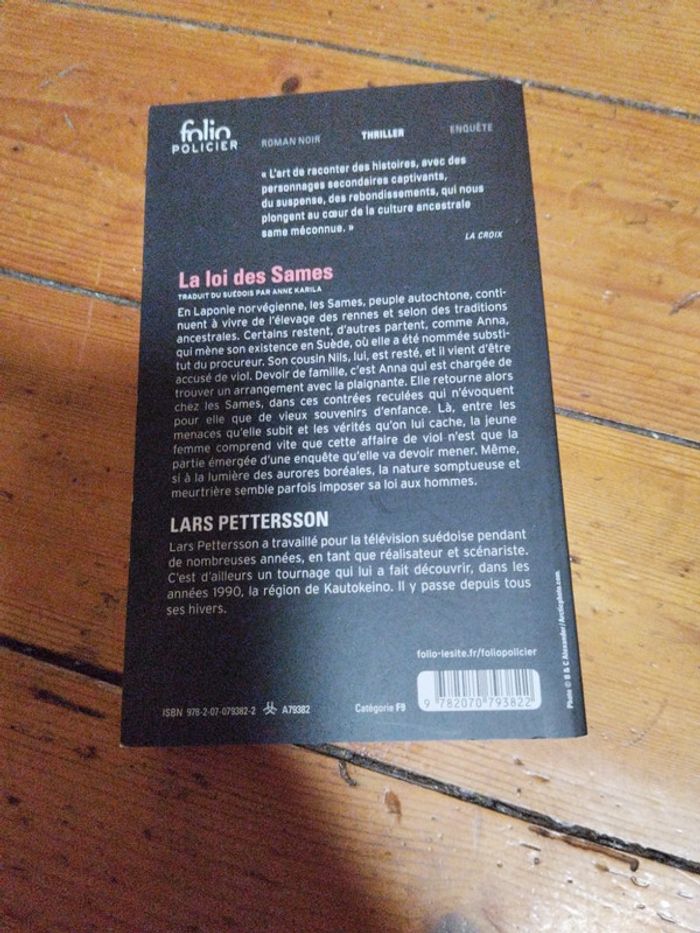 folio
POLICIER
ROMAN NOIR THRILLER ENQUÊTE
« L'art de raconter des histoires, avec des
personnages secondaires captivants,
du suspense, des rebondissements, qui nous
plongent au cœur de la culture ancestrale
same méconnue. »
LA CROIX
La loi des Sames
TRADUIT DU SUÉDOIS PAR ANNE KARILA
En Laponie norvégienne, les Sames, peuple autochtone, conti-
nuent à vivre de l'élevage des rennes et selon des traditions
ancestrales. Certains restent, d'autres partent, comme Anna,
qui mène son existence en Suède, où elle a été nommée substi-
tut du procureur. Son cousin Nils, lui, est resté, et il vient d'être
accusé de viol. Devoir de famille, c'est Anna qui est chargée de
trouver un arrangement avec la plaignante. Elle retourne alors
chez les Sames, dans ces contrées reculées qui n'évoquent
pour elle que de vieux souvenirs d'enfance. Là, entre les
menaces qu'elle subit et les vérités qu'on lui cache, la jeune
femme comprend vite que cette affaire de viol n'est que la
partie émergée d'une enquête qu'elle va devoir mener. Même,
si à la lumière des aurores boréales, la nature somptueuse et
meurtrière semble parfois imposer sa loi aux hommes.
LARS PETTERSSON
Lars Pettersson a travaillé pour la télévision suédoise pendant
de nombreuses années, en tant que réalisateur et scénariste.
C'est d'ailleurs un tournage qui lui a fait découvrir, dans les
années 1990, la région de Kautokeino. Il y passe depuis tous
ses hivers.
folio-lesite.fr/foliopolicier
ISBN 978-2-07-079382-2 A79382 Catégorie F9
9 782070 793822
Photo © B & C Alexander / Arcticphoto.com.